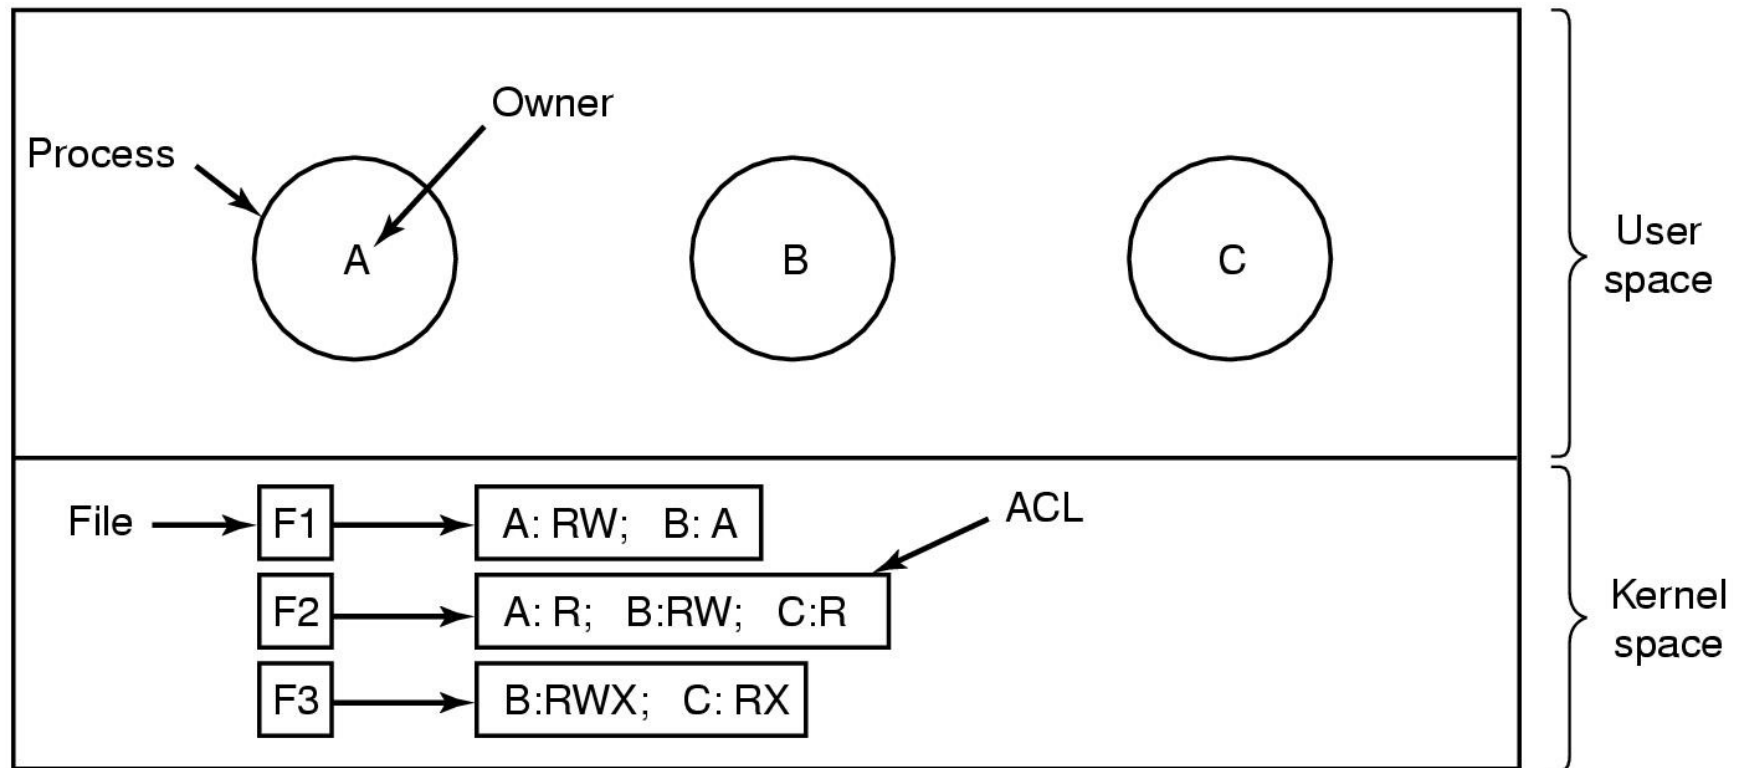 Owner
Process
A
B
C
User
space
File
F1
A: RW; B: A
ACL
F2
A: R; B:RW; C:R
Kernel
space
F3
B:RWX; C: RX